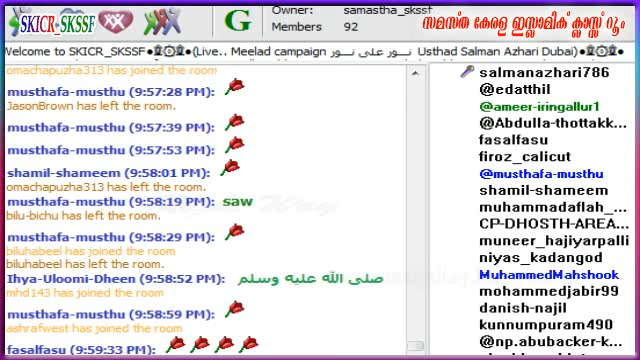 SKICR_SKSSF
Owner: samastha_skssf
Members 92
സമസ്ത കേരള ഇസ്ലാമിക് ക്ലാസ്സ് റൂം
Welcome to SKICR_SKSSF (Live.. Meelad campaign نور على نور Usthad Salman Azhari Dubai)
omachapuzha313 has joined the room
musthafa-musthu (9:57:28 PM):
JasonBrown has left the room.
musthafa-musthu (9:57:39 PM):
musthafa-musthu (9:57:53 PM):
shamil-shameem (9:58:01 PM):
omachapuzha313 has left the room.
musthafa-musthu (9:58:19 PM): saw
bilu-bichu has left the room.
musthafa-musthu (9:58:29 PM):
biluhabeel has joined the room
biluhabeel has left the room.
Ihya-Uloomi-Dheen (9:58:52 PM): صلى الله عليه وسلم
mhd143 has joined the room
musthafa-musthu (9:58:59 PM):
ashrafwest has joined the room
fasalfasu (9:59:33 PM):
salmanazhari786
@edatthil
@ameer-iringallur1
@Abdulla-thottakk...
fasalfasu
firoz_calicut
@musthafa-musthu
shamil-shameem
muhammadaflah_...
CP-DHOSTH-AREA...
muneer_hajiyarpalli
niyas_kadangod
MuhammedMahshook
mohammedjabir99
danish-najil
kunnumpuram490
@np.abubacker-k...